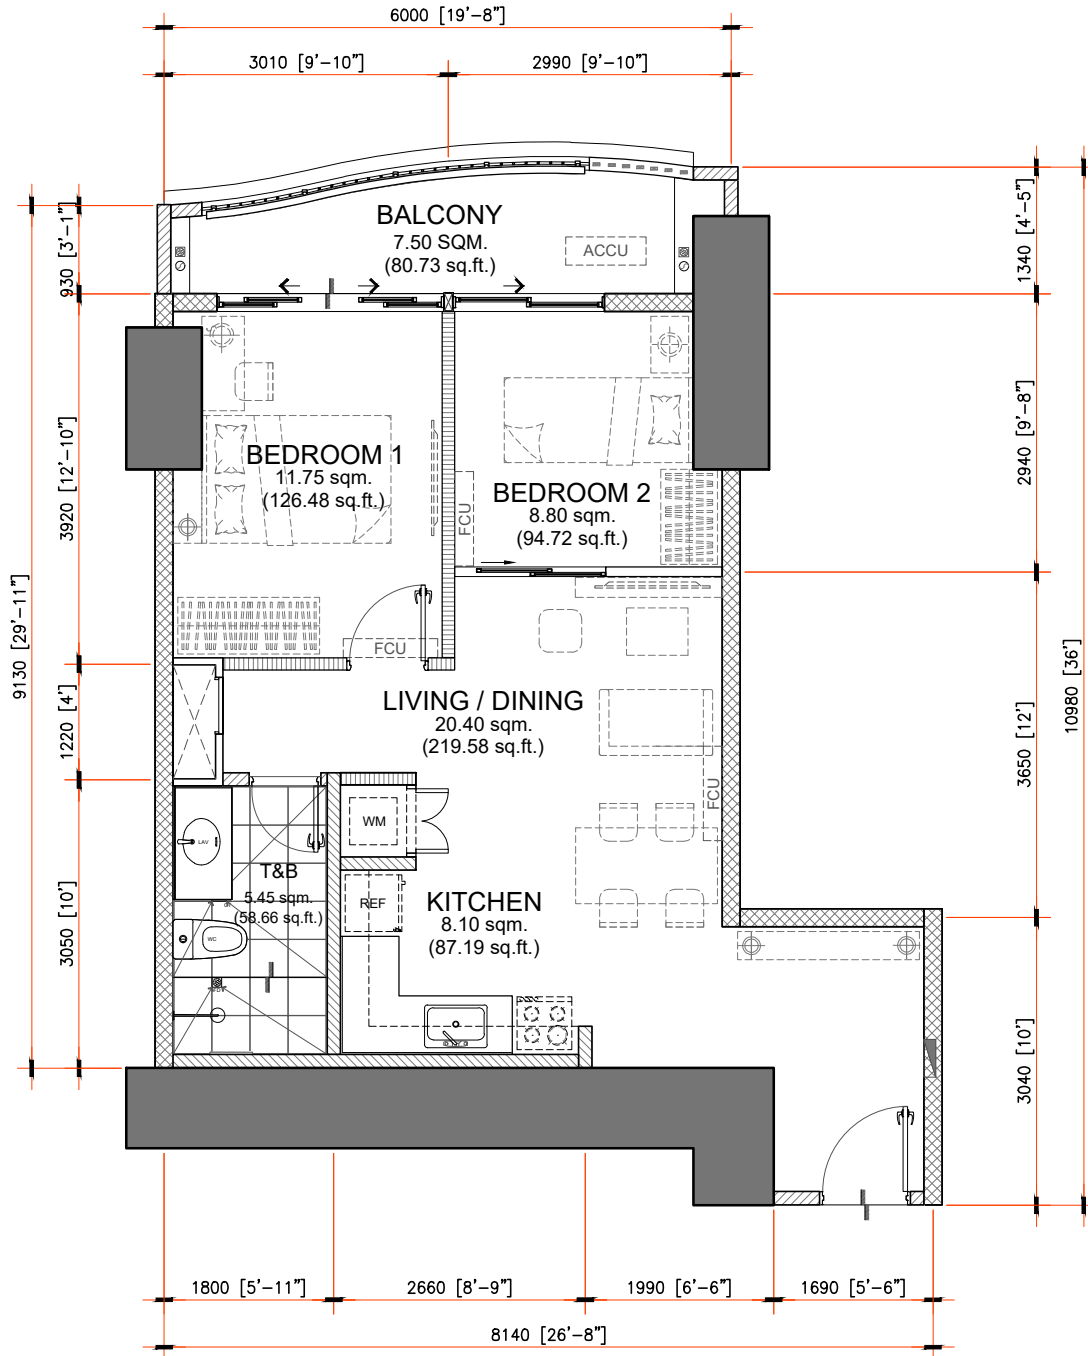 6000 [19'-8"]
3010 [9'-10"]
2990 [9'-10"]
930 [3'-1"]
3920 [12'-10"]
1220 [4']
3050 [10']
9130 [29'-11"]
1340 [4'-5"]
2940 [9'-8"]
3650 [12']
3040 [10']
10980 [36']
BALCONY
7.50 SQM.
(80.73 sq.ft.)
ACCU
BEDROOM 1
11.75 sqm.
(126.48 sq.ft.)
BEDROOM 2
8.80 sqm.
(94.72 sq.ft.)
FCU
FCU
LIVING / DINING
20.40 sqm.
(219.58 sq.ft.)
FCU
WM
LAV
T&B
5.45 sqm.
(58.66 sq.ft.)
WC
REF
KITCHEN
8.10 sqm.
(87.19 sq.ft.)
1800 [5'-11"]
2660 [8'-9"]
1990 [6'-6"]
1690 [5'-6"]
8140 [26'-8"]